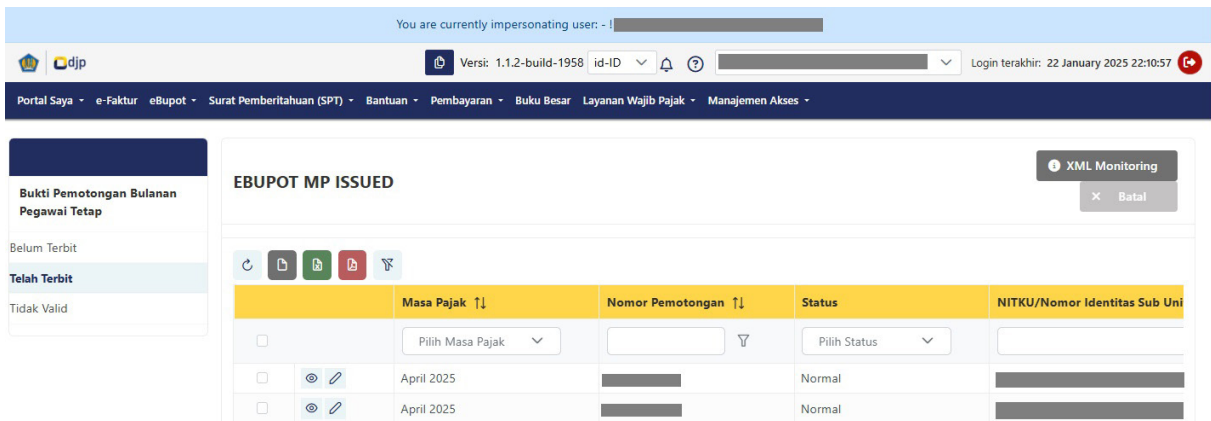 You are currently impersonating user: - !
djp
Versi: 1.1.2-build-1958 id-ID Login terakhir: 22 January 2025 22:10:57
Portal Saya e-Faktur eBupot Surat Pemberitahuan (SPT) Bantuan Pembayaran Buku Besar Layanan Wajib Pajak Manajemen Akses
Bukti Pemotongan Bulanan
Pegawai Tetap
Belum Terbit
Telah Terbit
Tidak Valid
EBUPOT MP ISSUED
XML Monitoring
Batal
Masa Pajak Nomor Pemotongan Status NITKU/Nomor Identitas Sub Uni
Pilih Masa Pajak Pilih Status
April 2025 Normal
April 2025 Normal